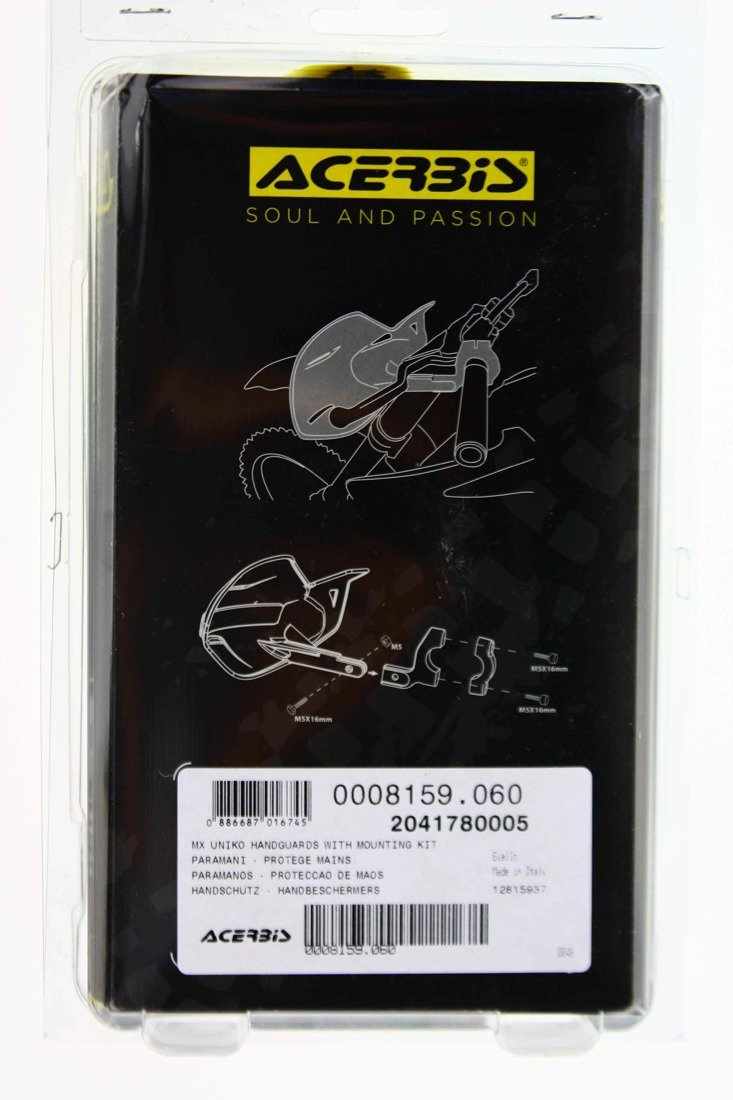 ACERBIS®
SOUL AND PASSION
M5
M5X16mm
M5X16mm
M5X16mm
0008159.060
0 886687 016745
2041780005
MX UNIKO HANDGUARDS WITH MOUNTING KIT
PARAMANI - PROTEGE MAINS
Giallo
PARAMANOS - PROTECCAO DE MAOS
Made in Italy
HANDSCHUTZ - HANDBESCHERMERS
12815937
ACERBIS
0008159.060